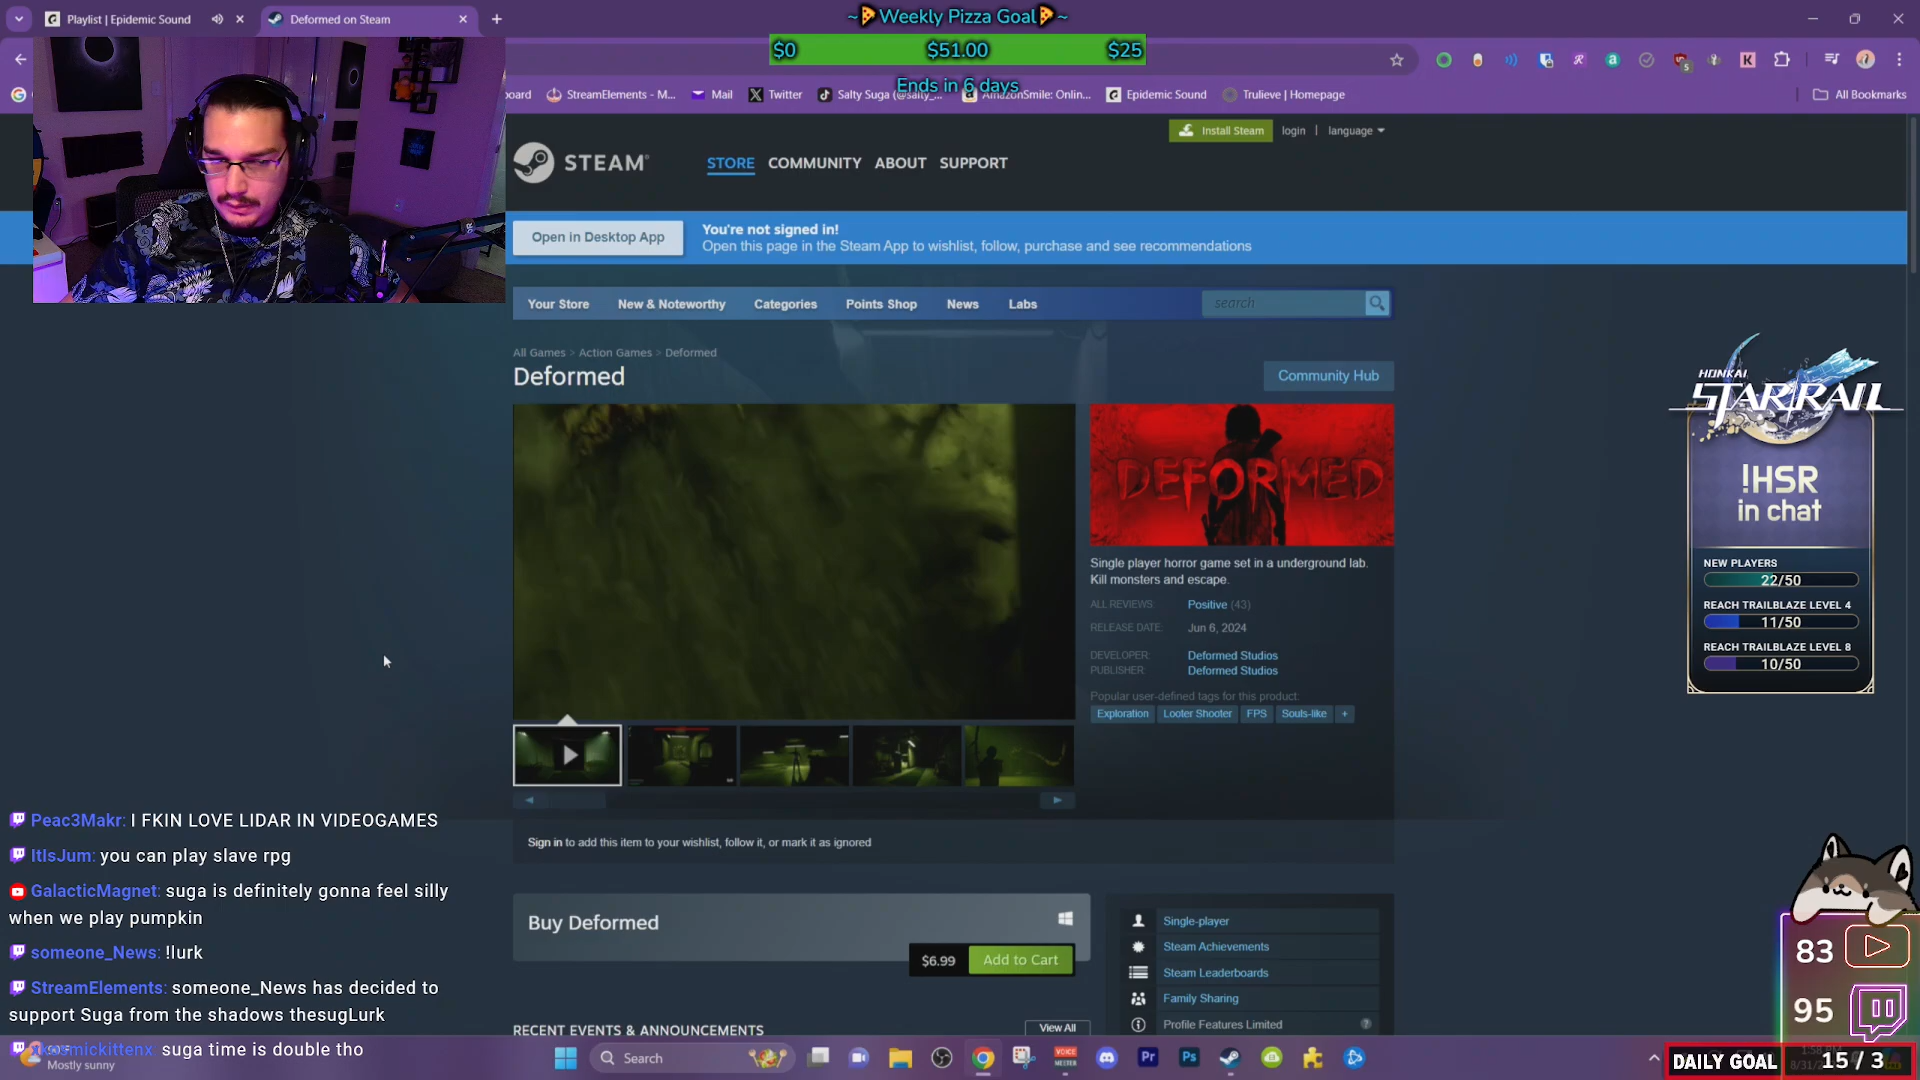 Playlist | Epidemic Sound
Deformed on Steam
~🍕Weekly Pizza Goal🍕~
$0 $51.00 $25
Ends in 6 days
oard
StreamElements - M...
Mail
Twitter
Salty Suga (@salty_...
AmazonSmile: Onlin...
Epidemic Sound
Trulieve | Homepage
All Bookmarks
Install Steam
login | language
STEAM®
STORE COMMUNITY ABOUT SUPPORT
Open in Desktop App
You're not signed in!
Open this page in the Steam App to wishlist, follow, purchase and see recommendations
Your Store New & Noteworthy Categories Points Shop News Labs
search
All Games > Action Games > Deformed
Deformed
Community Hub
DEFORMED
Single player horror game set in a underground lab.
Kill monsters and escape.
ALL REVIEWS: Positive (43)
RELEASE DATE: Jun 6, 2024
DEVELOPER: Deformed Studios
PUBLISHER: Deformed Studios
Popular user-defined tags for this product:
Exploration Looter Shooter FPS Souls-like +
Sign in to add this item to your wishlist, follow it, or mark it as ignored
Buy Deformed
$6.99 Add to Cart
Single-player
Steam Achievements
Steam Leaderboards
Family Sharing
Profile Features Limited ?
RECENT EVENTS & ANNOUNCEMENTS
View All
HONKAI
STAR RAIL
!HSR
in chat
NEW PLAYERS
22/50
REACH TRAILBLAZE LEVEL 4
11/50
REACH TRAILBLAZE LEVEL 8
10/50
Peac3Makr: I FKIN LOVE LIDAR IN VIDEOGAMES
ItIsJum: you can play slave rpg
GalacticMagnet: suga is definitely gonna feel silly
when we play pumpkin
someone_News: !lurk
StreamElements: someone_News has decided to
support Suga from the shadows thesugLurk
xkosmickittenx: suga time is double tho
Mostly sunny
Search
83
95
DAILY GOAL 15 / 3